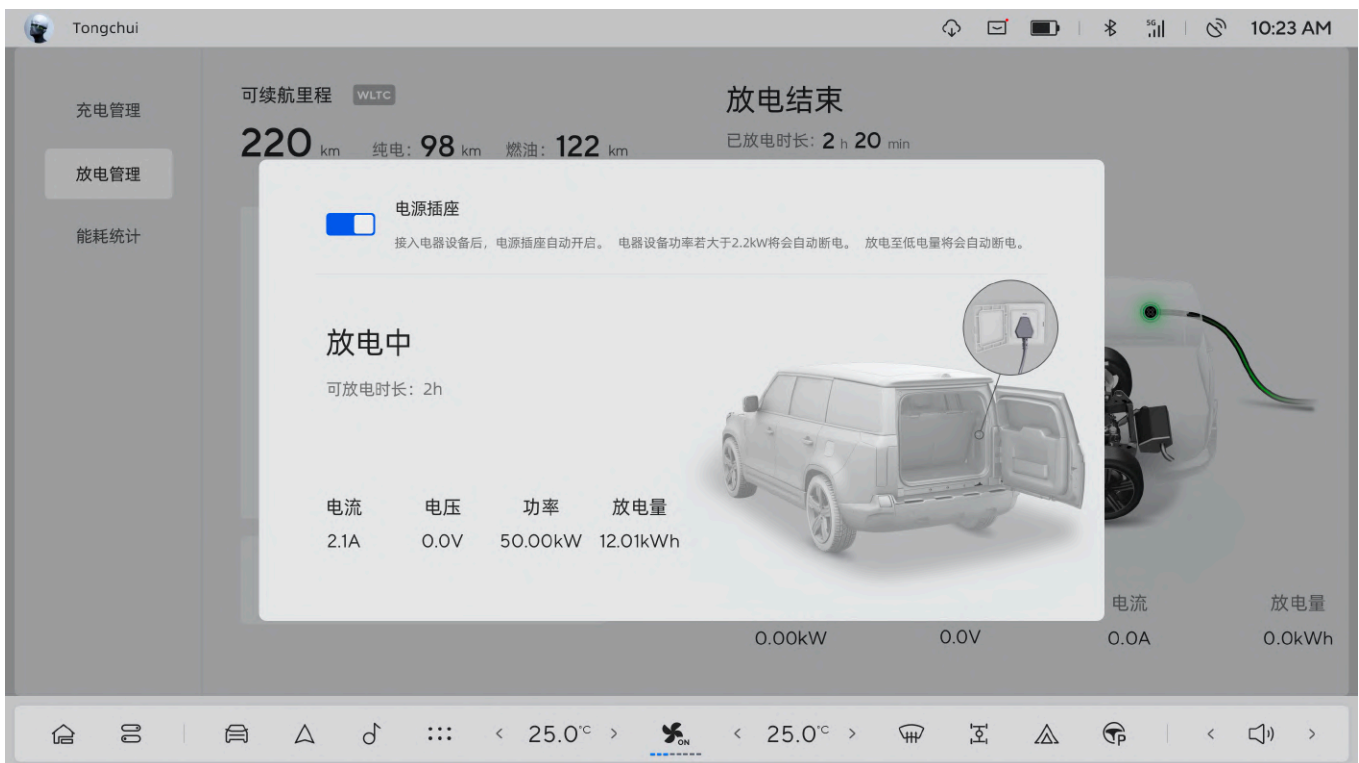 Tongchui
5G
10:23 AM
充电管理
放电管理
能耗统计
可续航里程 WLTC
220 km 纯电: 98 km 燃油: 122 km
放电结束
已放电时长: 2 h 20 min
电源插座
接入电器设备后，电源插座自动开启。 电器设备功率若大于2.2kW将会自动断电。 放电至低电量将会自动断电。
放电中
可放电时长: 2h
电流 电压 功率 放电量
2.1A 0.0V 50.00kW 12.01kWh
电流 放电量
0.00kW 0.0V 0.0A 0.0kWh
25.0°C ON 25.0°C P